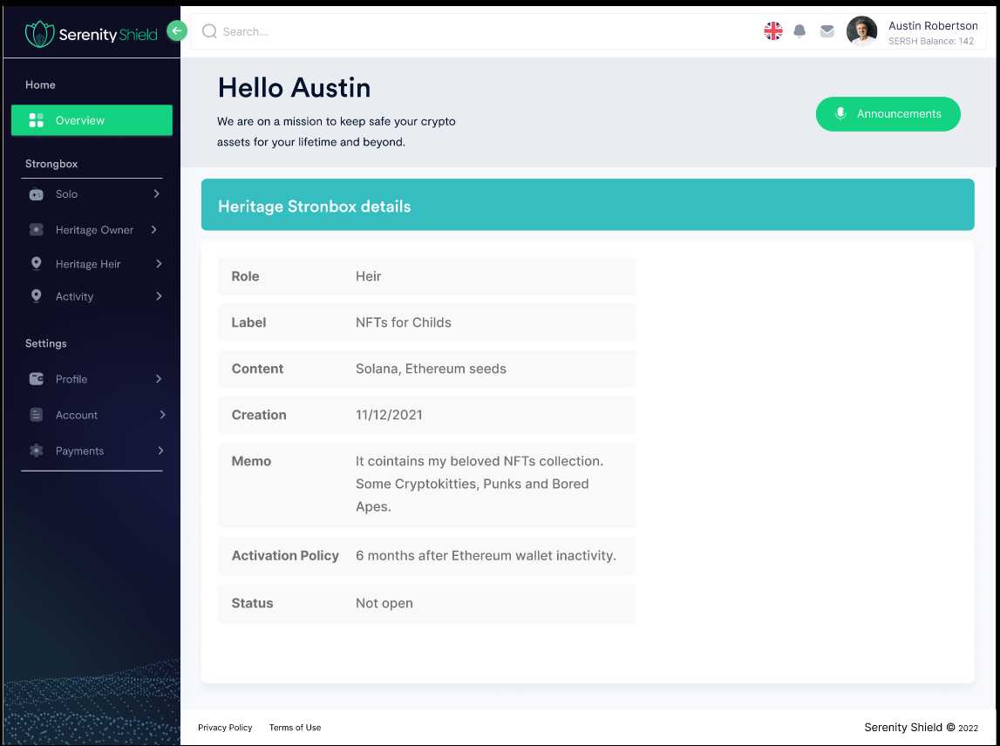 Serenity Shield
Search...
Austin Robertson
SERSH Balance: 142
Home
Overview
Strongbox
Solo
Heritage Owner
Heritage Heir
Activity
Settings
Profile
Account
Payments
Hello Austin
We are on a mission to keep safe your crypto
assets for your lifetime and beyond.
Announcements
Heritage Stronbox details
Role Heir
Label NFTs for Childs
Content Solana, Ethereum seeds
Creation 11/12/2021
Memo It cointains my beloved NFTs collection.
Some Cryptokitties, Punks and Bored
Apes.
Activation Policy 6 months after Ethereum wallet inactivity.
Status Not open
Privacy Policy Terms of Use
Serenity Shield © 2022